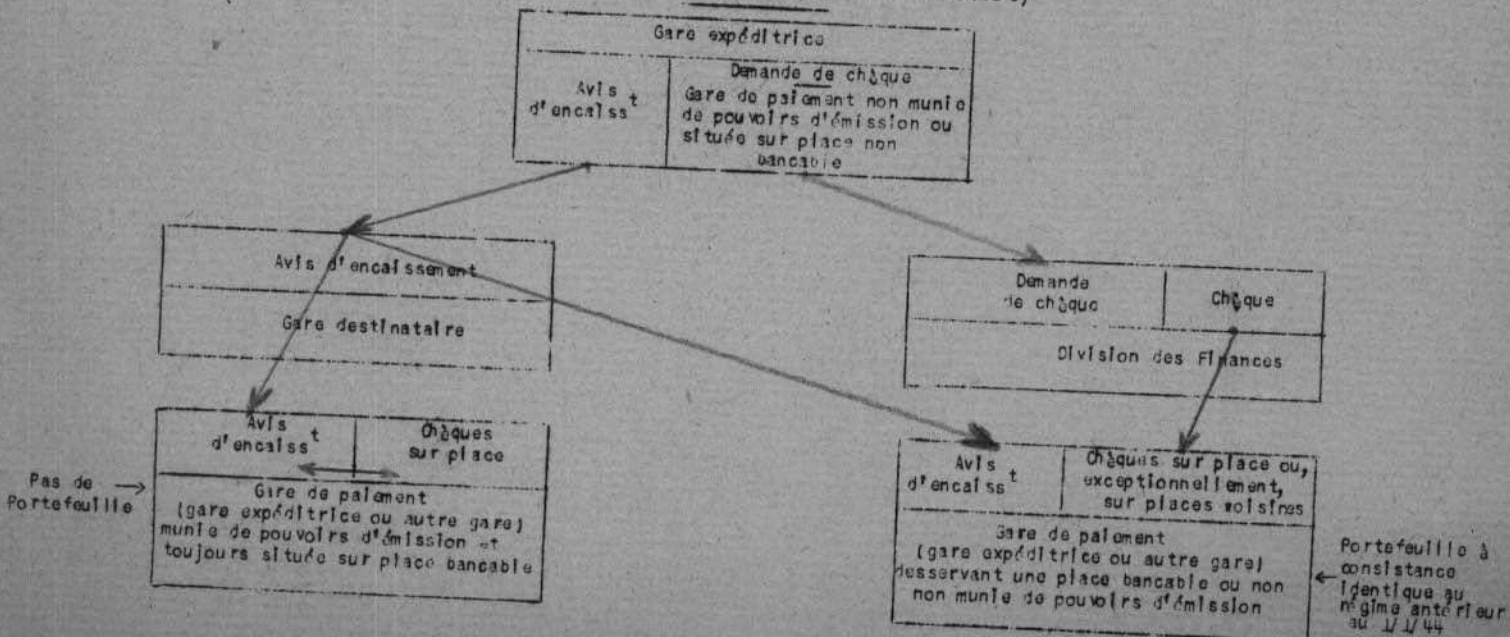 Gare expéditrice
Avis
d'encaiss t
Demande de chèque
Gare de paiement non munie
de pouvoirs d'émission ou
située sur place non
bancable
Avis d'encaissement
Gare destinataire
Demande
de chèque
Chèque
Division des Finances
Avis
d'encaiss t
Chèques
sur place
Pas de →
Portefeuille
Gare de paiement
(gare expéditrice ou autre gare)
munie de pouvoirs d'émission et
toujours située sur place bancable
Avis
d'encaiss t
Chèques sur place ou,
exceptionnellement,
sur places voisines
Gare de paiement
(gare expéditrice ou autre gare)
desservant une place bancable ou non
non munie de pouvoirs d'émission
Portefeuille à
consistance
← identique au
régime antérieur
au 1/1/44